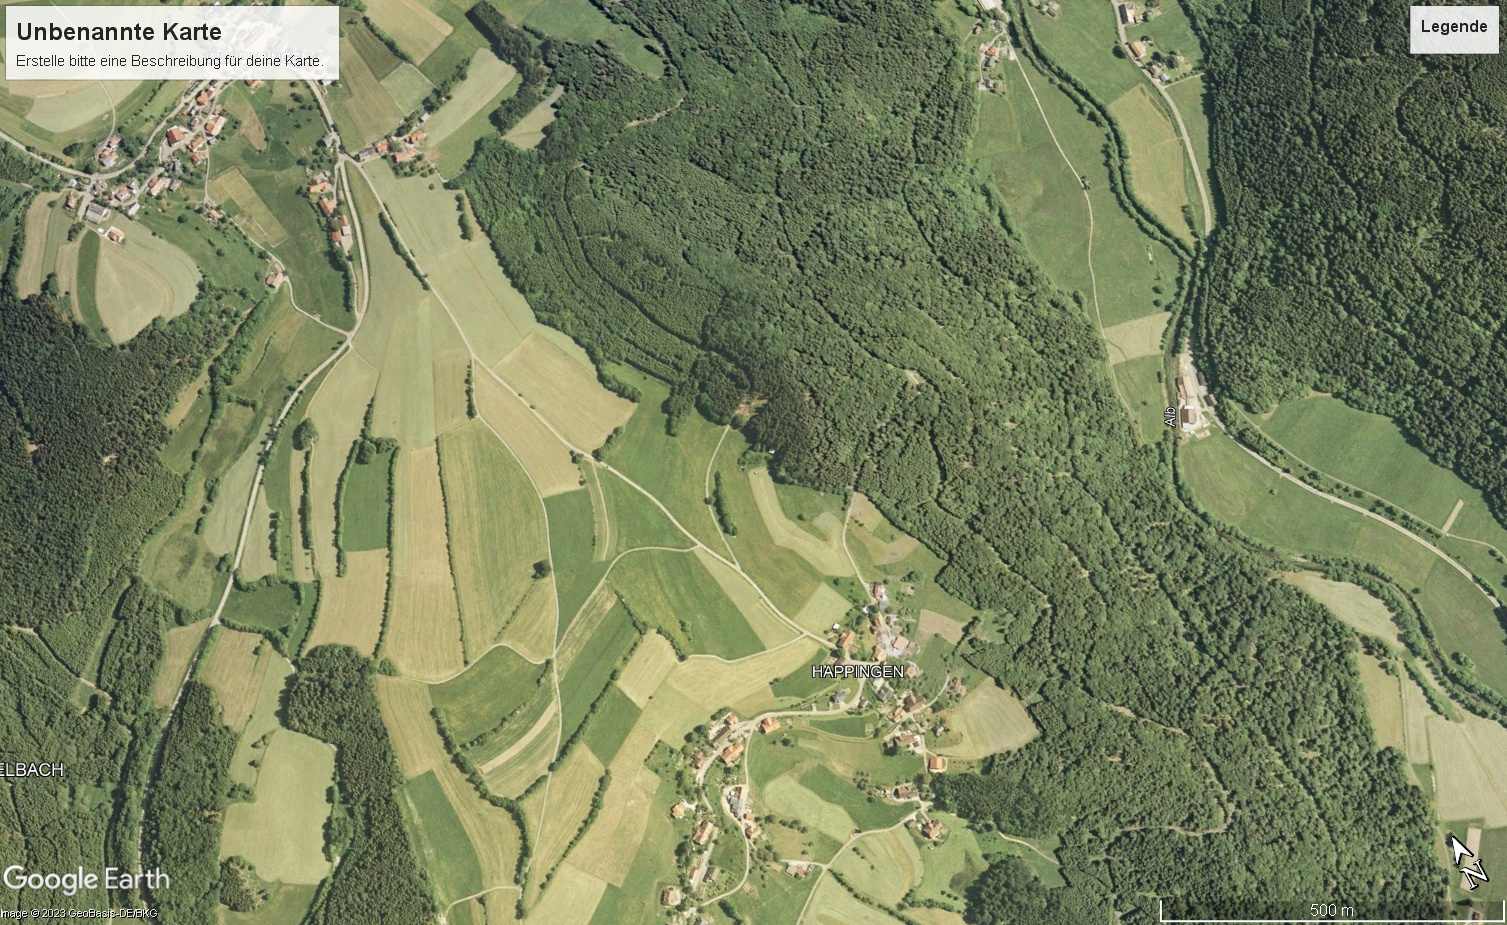 Unbenannte Karte
Erstelle bitte eine Beschreibung für deine Karte.
Legende
Alb
HAPPINGEN
ELBACH
Google Earth
mage © 2023 GeoBasis-DE/BKG
N
500 m